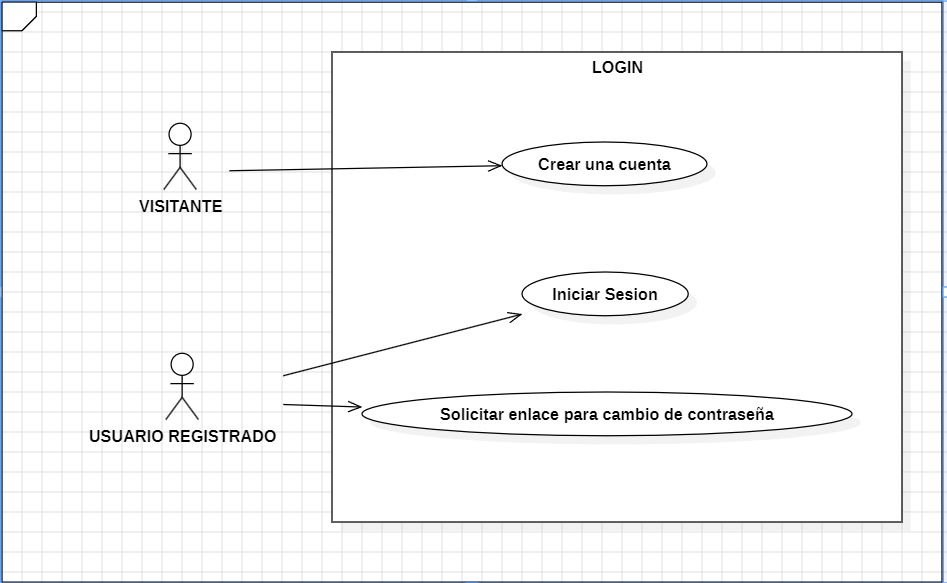 LOGIN
Crear una cuenta
VISITANTE
Iniciar Sesion
Solicitar enlace para cambio de contraseña
USUARIO REGISTRADO